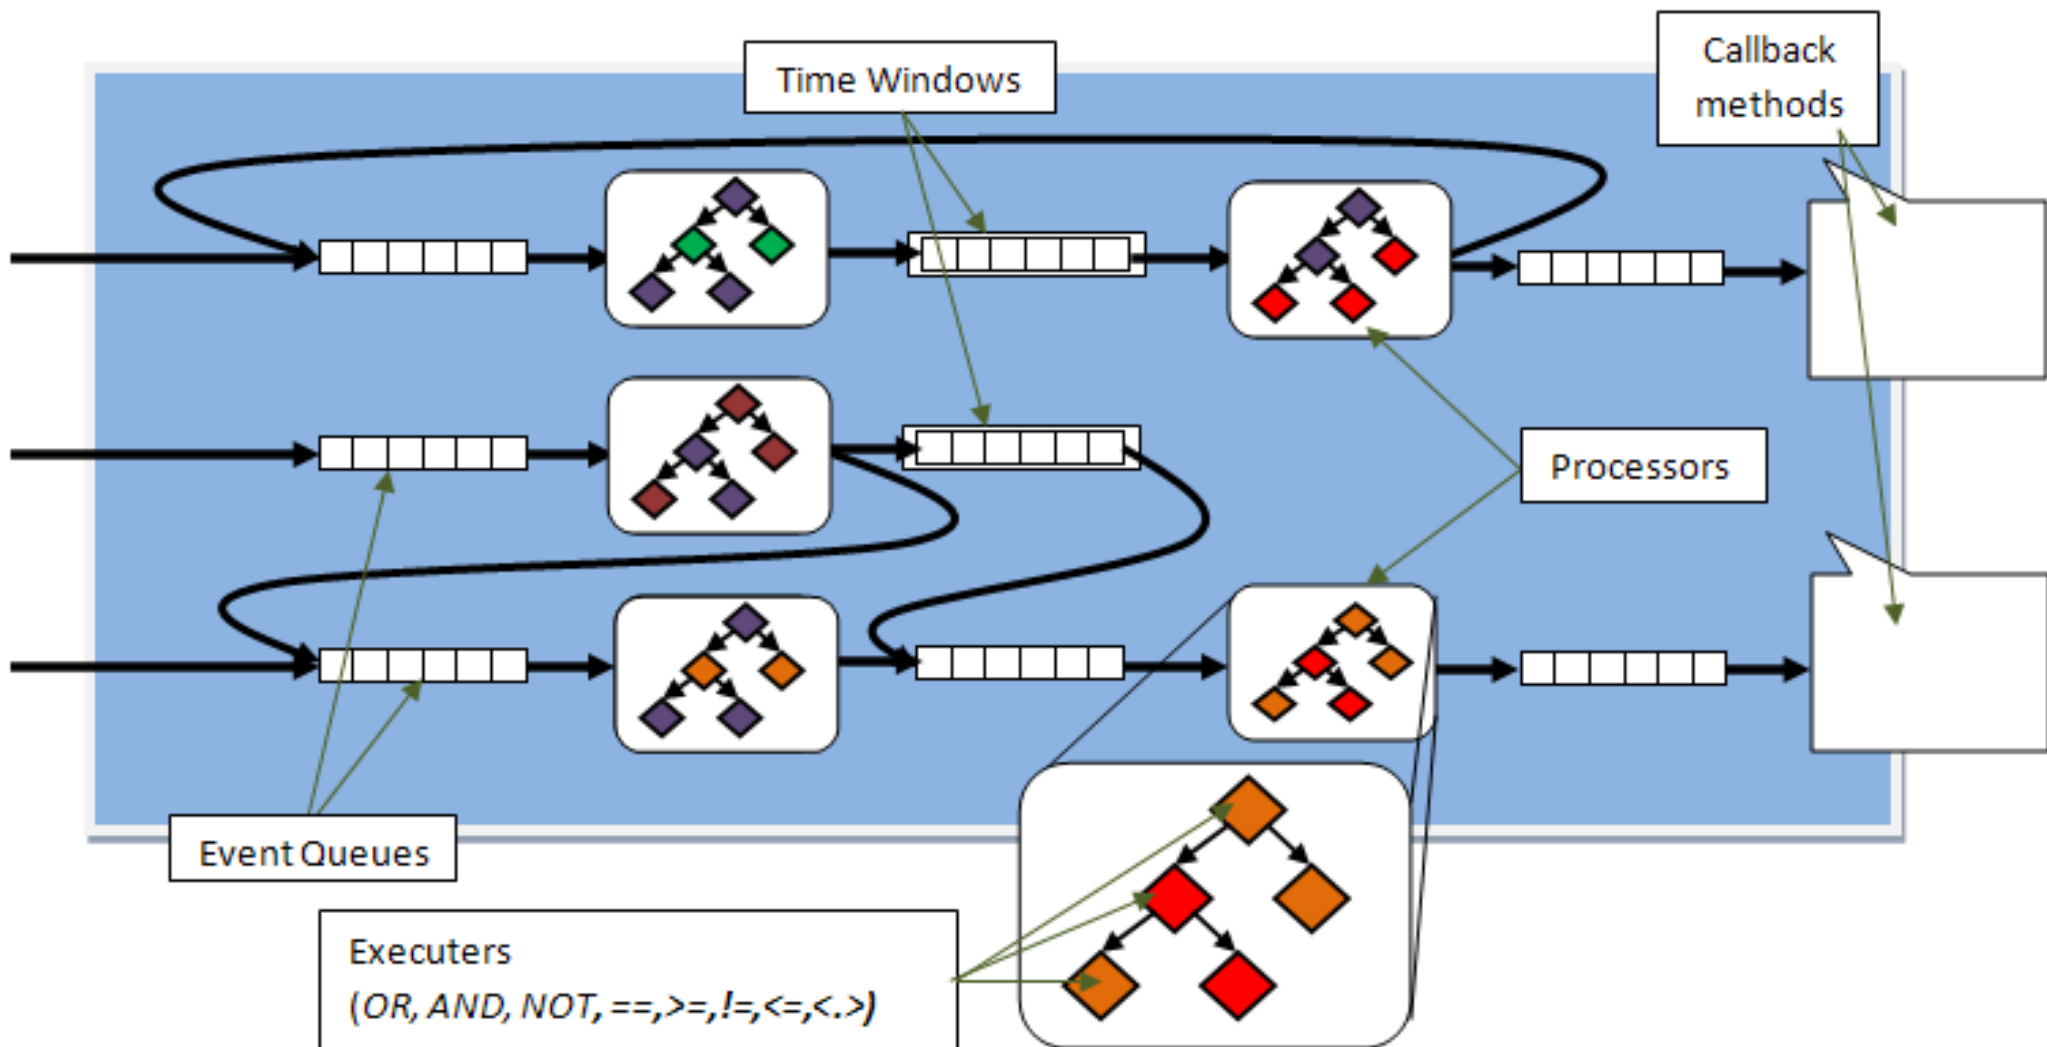 Time Windows
Callback
methods
Processors
Event Queues
Executers
(OR, AND, NOT, ==,>=,!=,<=,<.>)